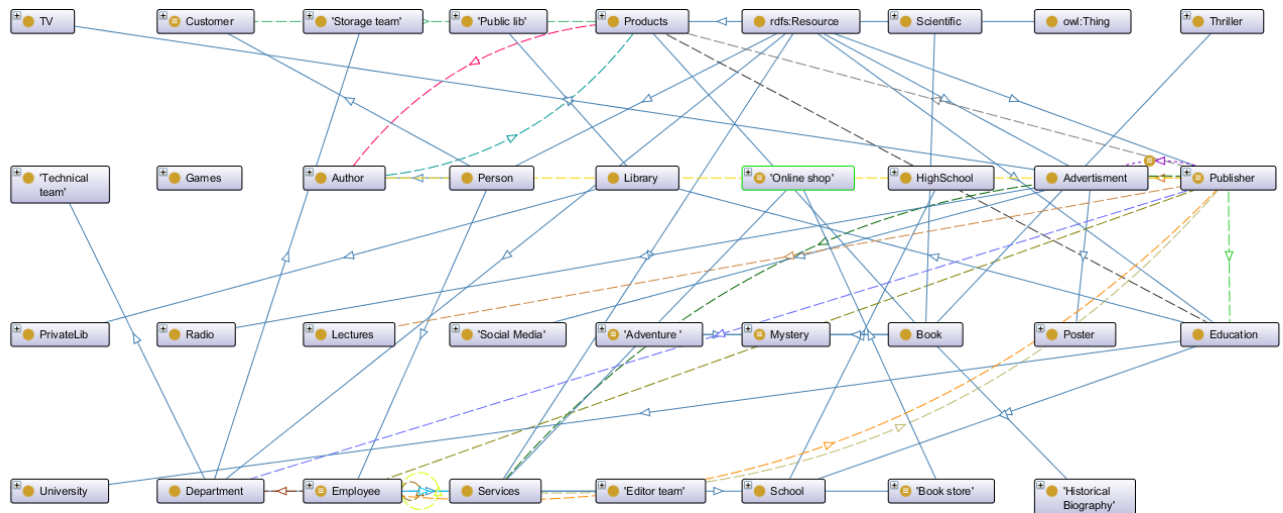 TV
Customer
'Storage team'
'Public lib'
Products
rdfs:Resource
Scientific
owl:Thing
Thriller
'Technical
team'
Games
Author
Person
Library
'Online shop'
HighSchool
Advertisment
Publisher
PrivateLib
Radio
Lectures
'Social Media'
'Adventure '
Mystery
Book
Poster
Education
University
Department
Employee
Services
'Editor team'
School
'Book store'
'Historical
Biography'